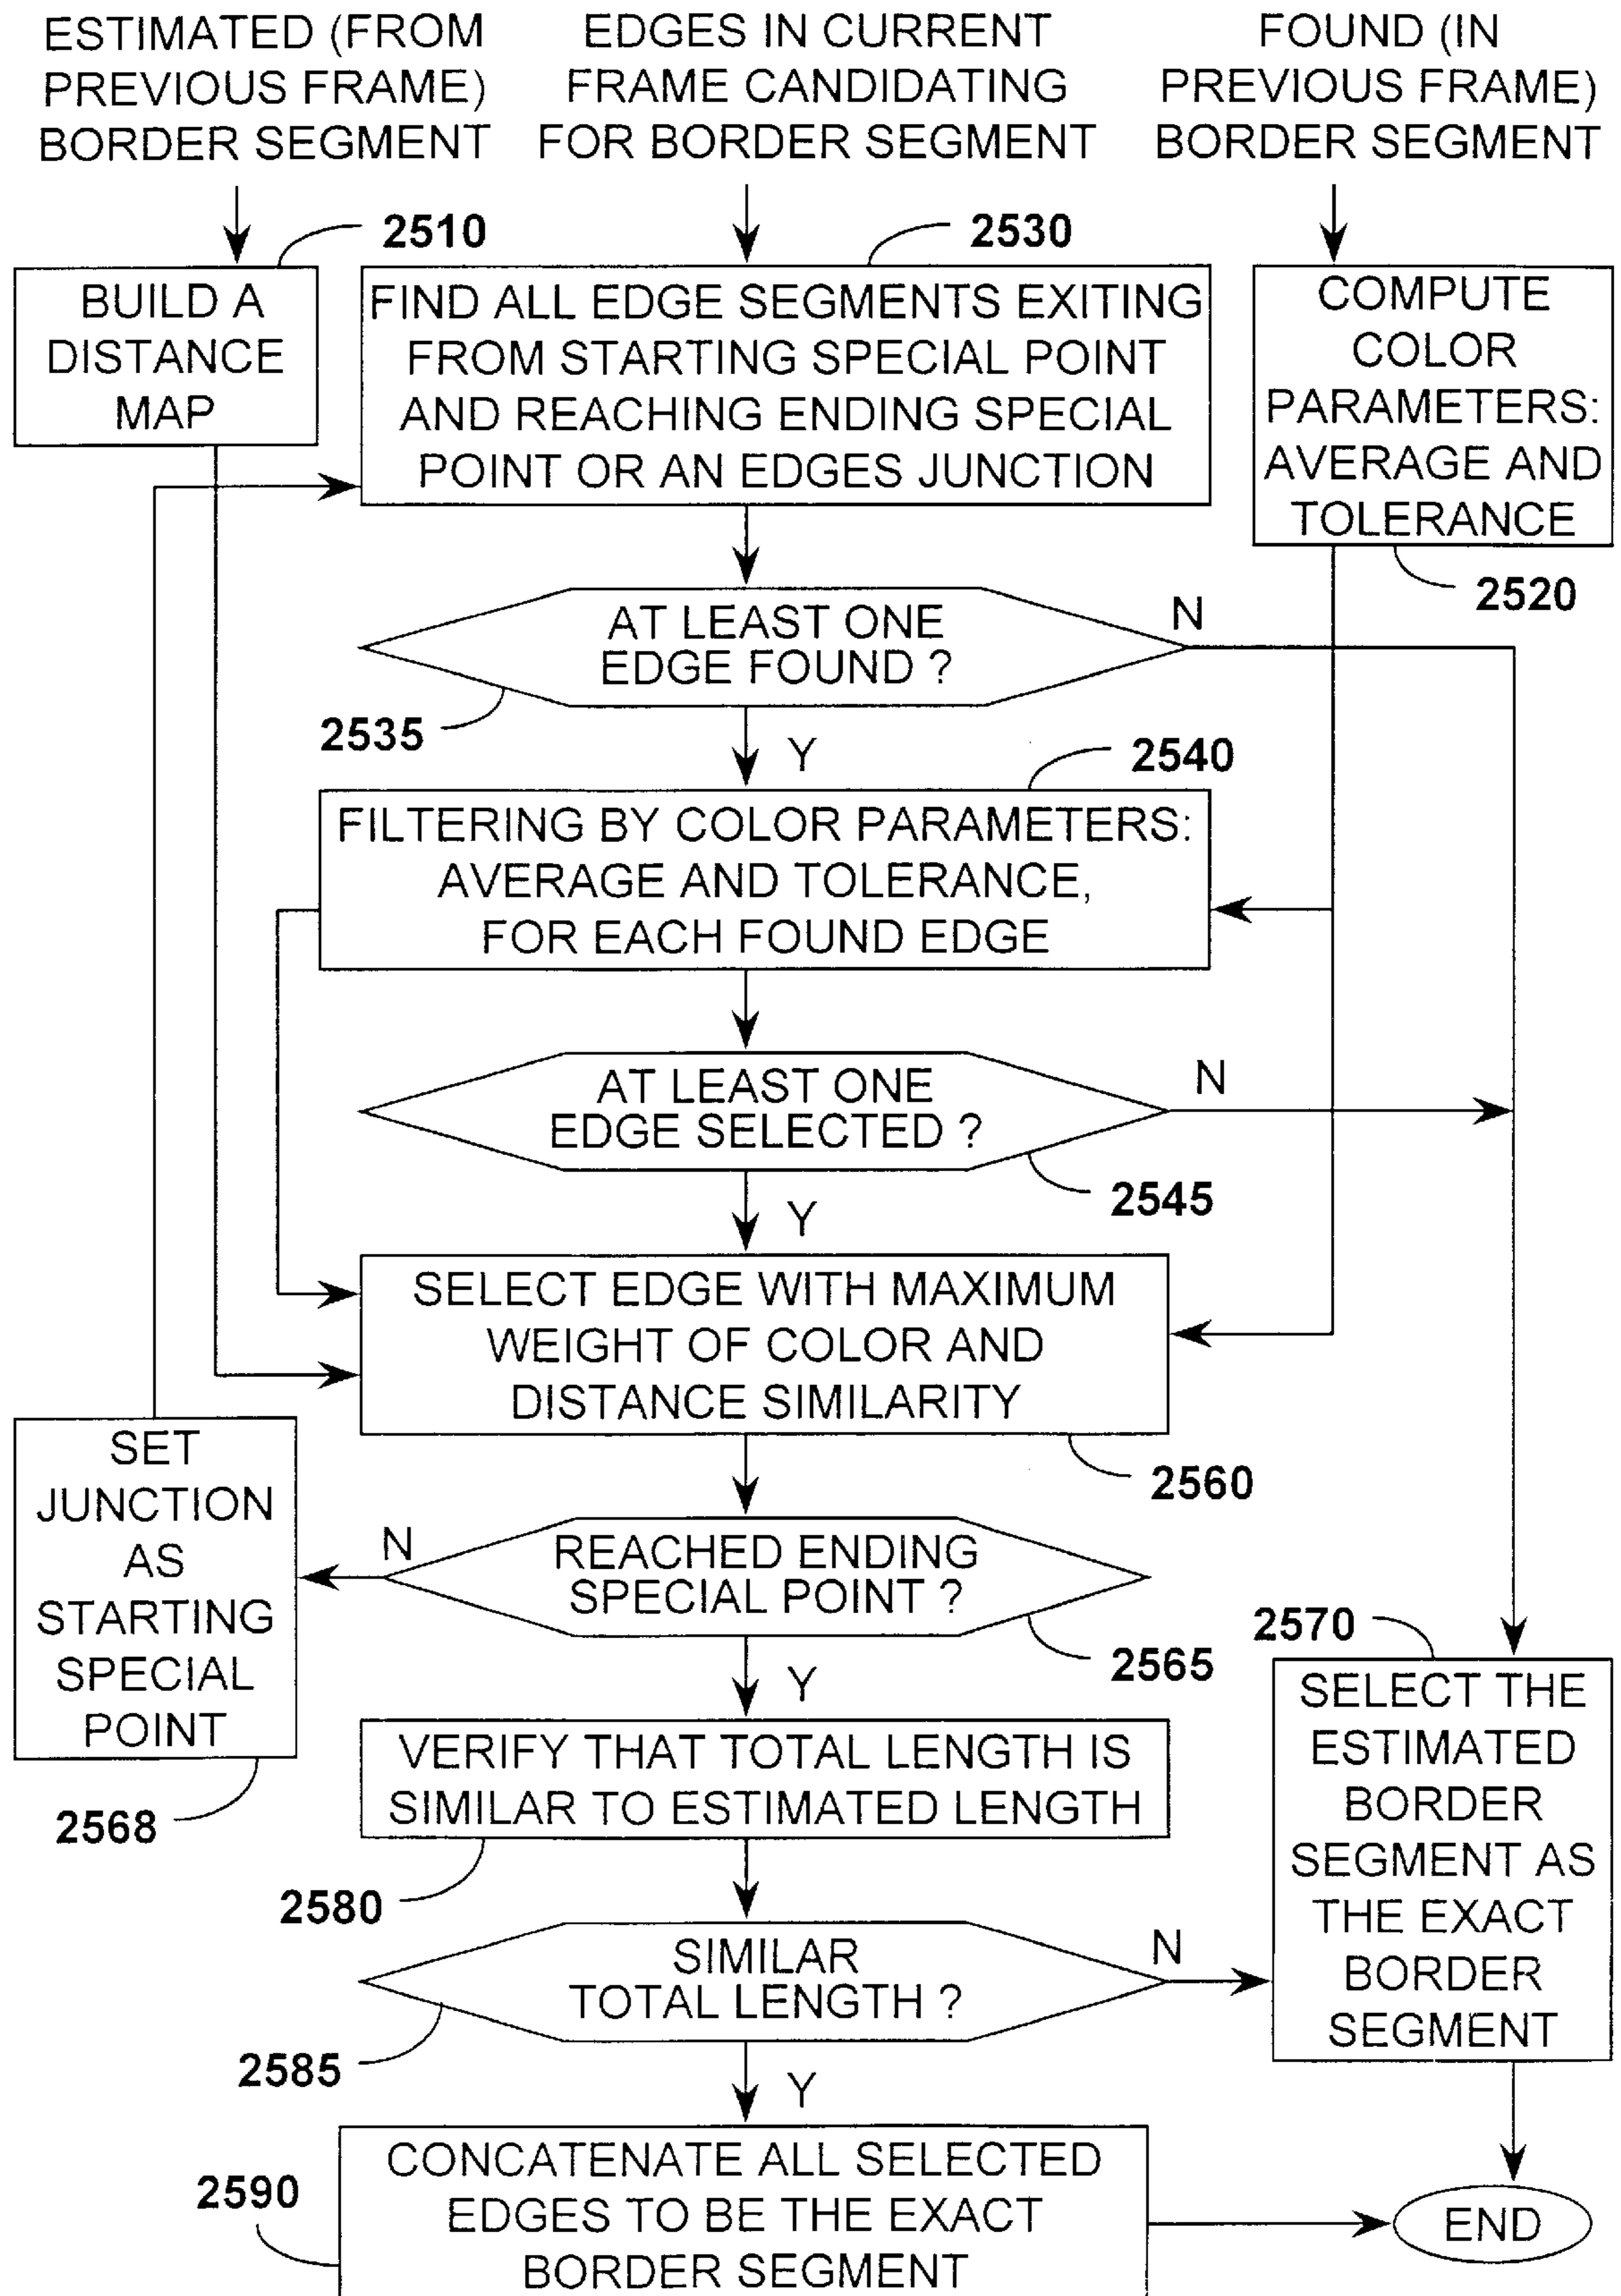 ESTIMATED (FROM
PREVIOUS FRAME)
BORDER SEGMENT
EDGES IN CURRENT
FRAME CANDIDATING
FOR BORDER SEGMENT
FOUND (IN
PREVIOUS FRAME)
BORDER SEGMENT
2510
BUILD A
DISTANCE
MAP
2530
FIND ALL EDGE SEGMENTS EXITING
FROM STARTING SPECIAL POINT
AND REACHING ENDING SPECIAL
POINT OR AN EDGES JUNCTION
COMPUTE
COLOR
PARAMETERS:
AVERAGE AND
TOLERANCE
2520
AT LEAST ONE
EDGE FOUND ?
N
2535
Y
2540
FILTERING BY COLOR PARAMETERS:
AVERAGE AND TOLERANCE,
FOR EACH FOUND EDGE
AT LEAST ONE
EDGE SELECTED ?
N
2545
Y
SELECT EDGE WITH MAXIMUM
WEIGHT OF COLOR AND
DISTANCE SIMILARITY
2560
SET
JUNCTION
AS
STARTING
SPECIAL
POINT
2568
N
REACHED ENDING
SPECIAL POINT ?
2565
Y
2570
SELECT THE
ESTIMATED
BORDER
SEGMENT AS
THE EXACT
BORDER
SEGMENT
VERIFY THAT TOTAL LENGTH IS
SIMILAR TO ESTIMATED LENGTH
2580
SIMILAR
TOTAL LENGTH ?
N
2585
Y
2590
CONCATENATE ALL SELECTED
EDGES TO BE THE EXACT
BORDER SEGMENT
END